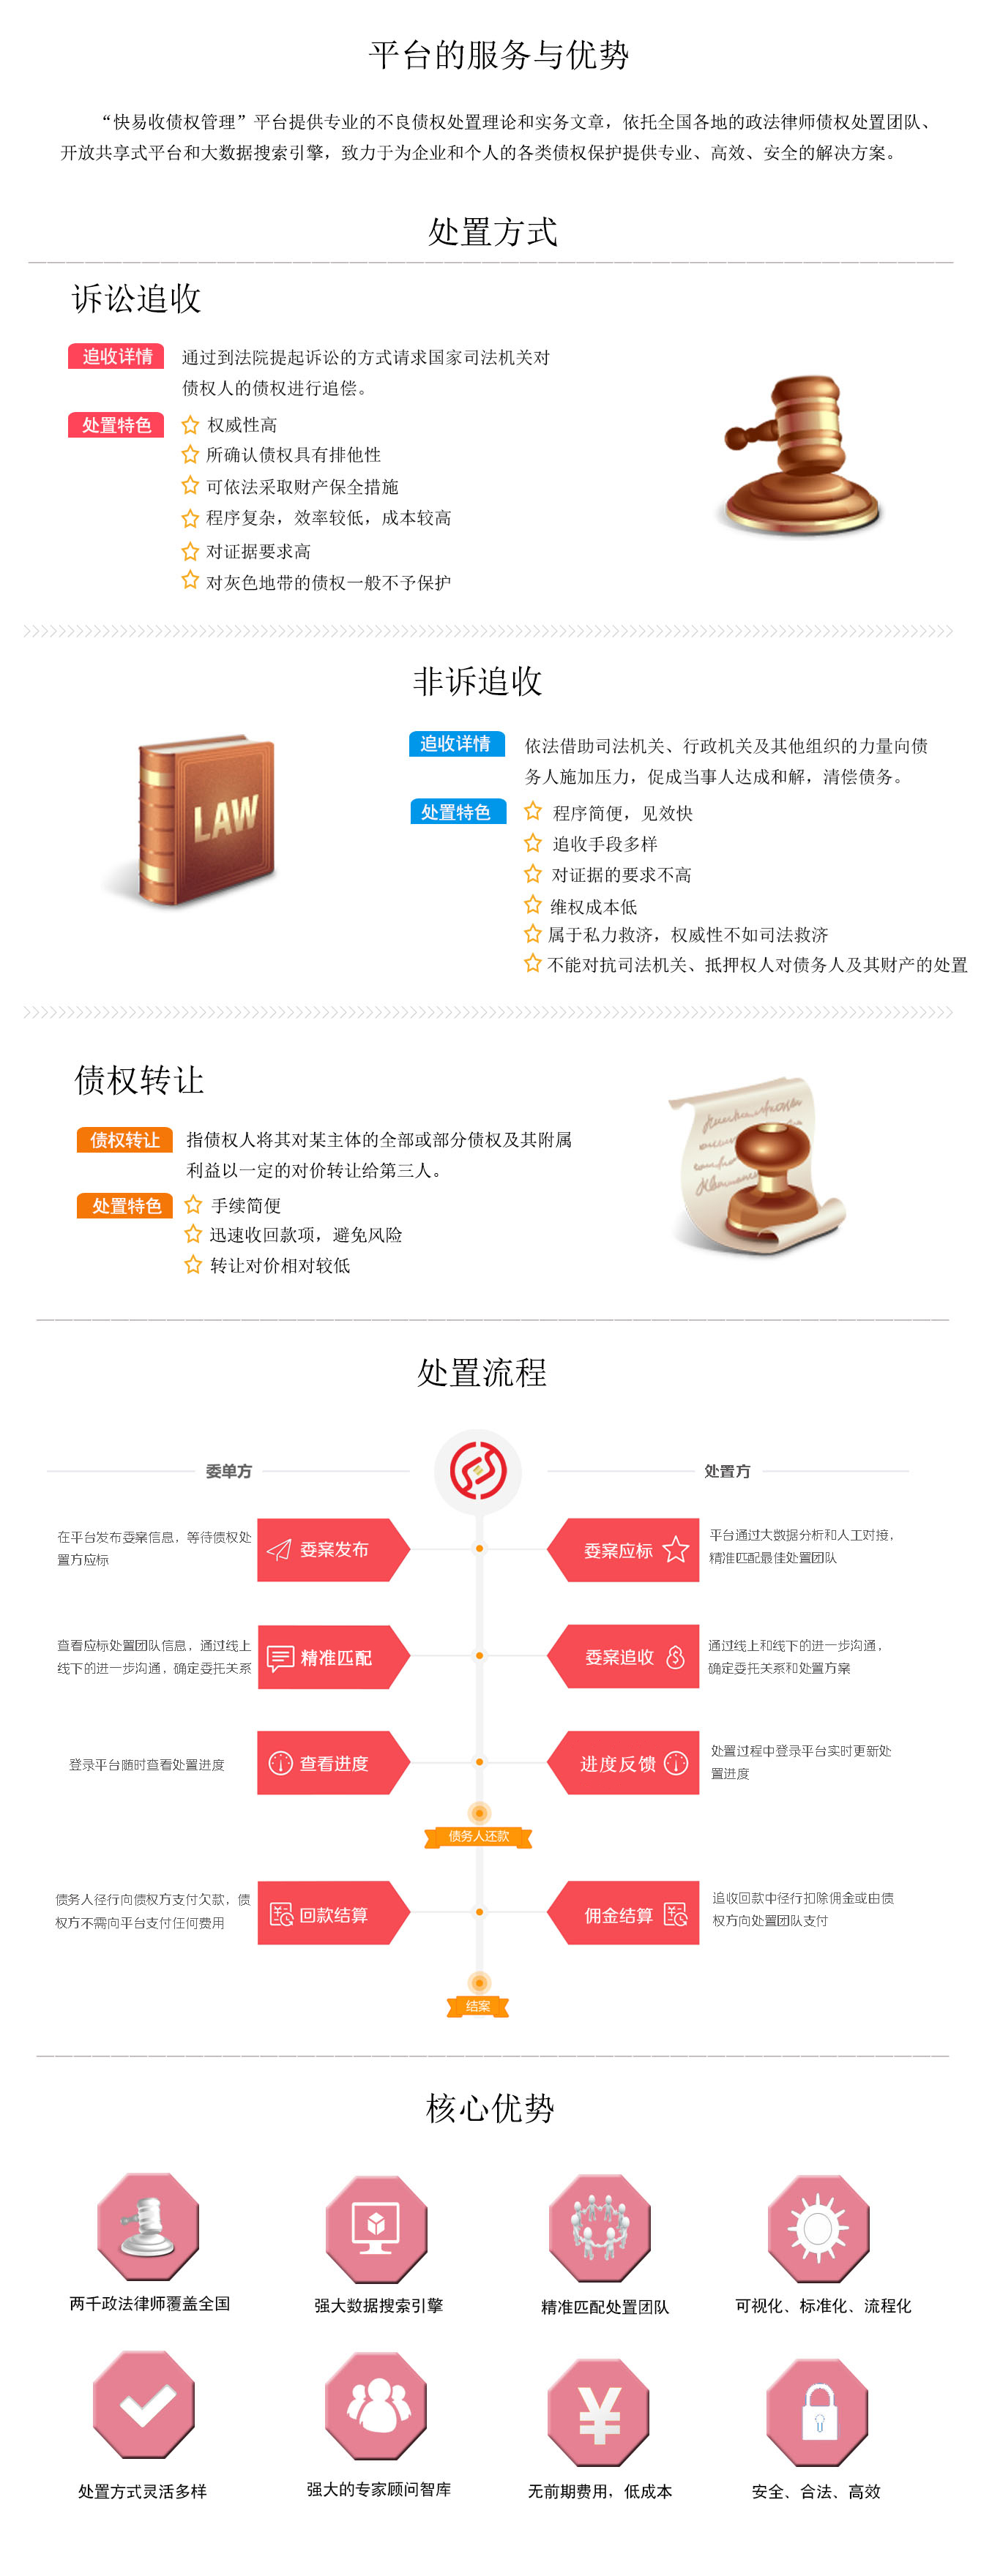 平台的服务与优势
“快易收债权管理”平台提供专业的不良债权处置理论和实务文章，依托全国各地的政法律师债权处置团队、
开放共享式平台和大数据搜索引擎，致力于为企业和个人的各类债权保护提供专业、高效、安全的解决方案。
处置方式
诉讼追收
追收详情
通过到法院提起诉讼的方式请求国家司法机关对
债权人的债权进行追偿。
处置特色
权威性高
所确认债权具有排他性
可依法采取财产保全措施
程序复杂，效率较低，成本较高
对证据要求高
对灰色地带的债权一般不予保护
非诉追收
LAW
追收详情
依法借助司法机关、行政机关及其他组织的力量向债
务人施加压力，促成当事人达成和解，清偿债务。
处置特色
程序简便，见效快
追收手段多样
对证据的要求不高
维权成本低
属于私力救济，权威性不如司法救济
不能对抗司法机关、抵押权人对债务人及其财产的处置
债权转让
债权转让
指债权人将其对某主体的全部或部分债权及其附属
利益以一定的对价转让给第三人。
处置特色
手续简便
迅速收回款项，避免风险
转让对价相对较低
处置流程
委单方
处置方
在平台发布委案信息，等待债权处
置方应标
委案发布
委案应标
平台通过大数据分析和人工对接，
精准匹配最佳处置团队
查看应标处置团队信息，通过线上
线下的进一步沟通，确定委托关系
精准匹配
委案追收
通过线上和线下的进一步沟通，
确定委托关系和处置方案
登录平台随时查看处置进度
查看进度
进度反馈
处置过程中登录平台实时更新处
置进度
债务人还款
债务人径行向债权方支付欠款，债
权方不需向平台支付任何费用
回款结算
佣金结算
追收回款中径行扣除佣金或由债
权方向处置团队支付
结案
核心优势
两千政法律师覆盖全国
强大数据搜索引擎
精准匹配处置团队
可视化、标准化、流程化
处置方式灵活多样
强大的专家顾问智库
无前期费用，低成本
安全、合法、高效